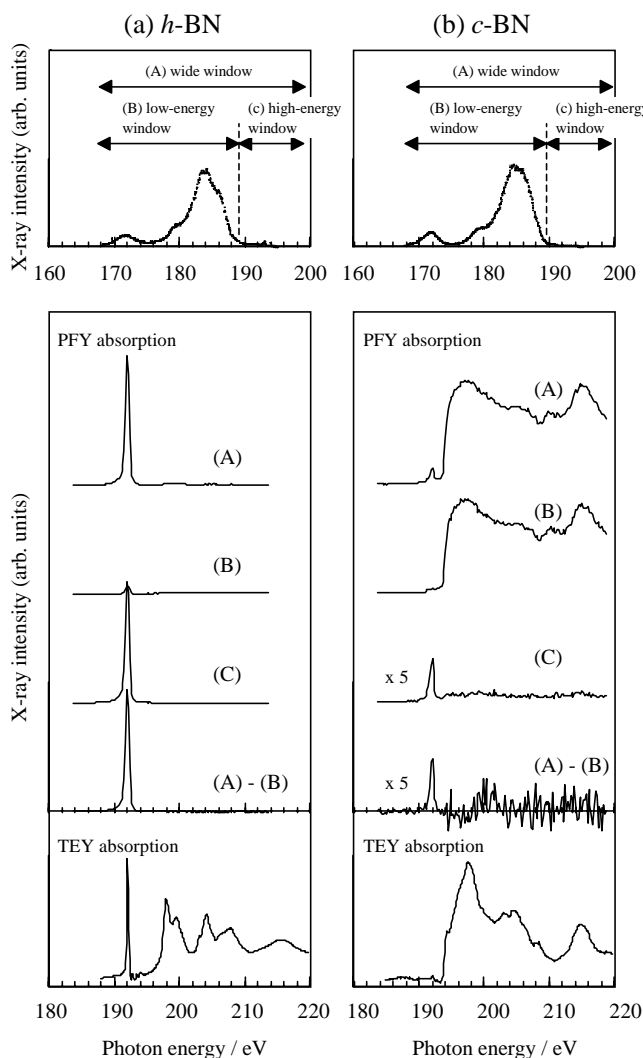 (a) h-BN
(b) c-BN
X-ray intensity (arb. units)
(A) wide window
(B) low-energy
window
(c) high-energy
window
160 170 180 190 200
(A) wide window
(B) low-energy
window
(c) high-energy
window
160 170 180 190 200
X-ray intensity (arb. units)
PFY absorption
(A)
(B)
(C)
(A) - (B)
TEY absorption
180 190 200 210 220
Photon energy / eV
PFY absorption
(A)
(B)
x 5
(C)
x 5
(A) - (B)
TEY absorption
180 190 200 210 220
Photon energy / eV